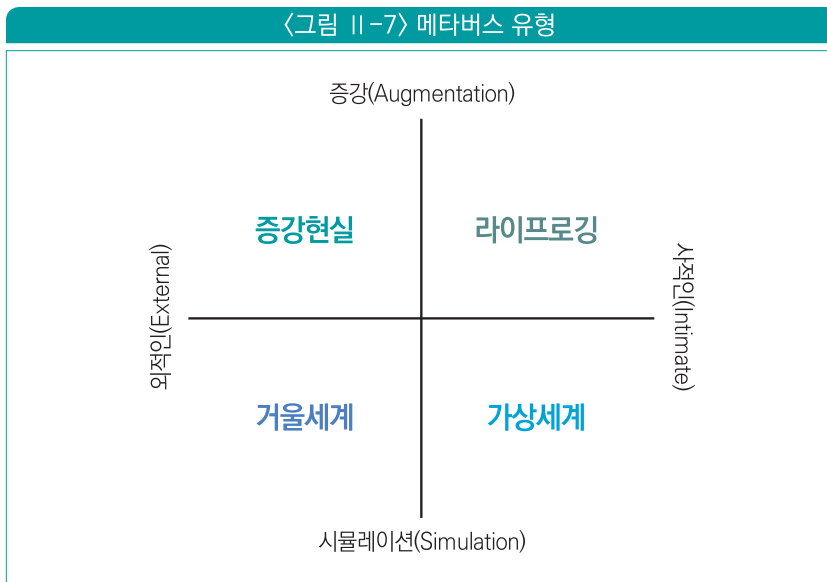 〈그림 Ⅱ-7〉 메타버스 유형
증강(Augmentation)
증강현실
라이프로깅
외적인(External)
사적인(Intimate)
거울세계
가상세계
시뮬레이션(Simulation)